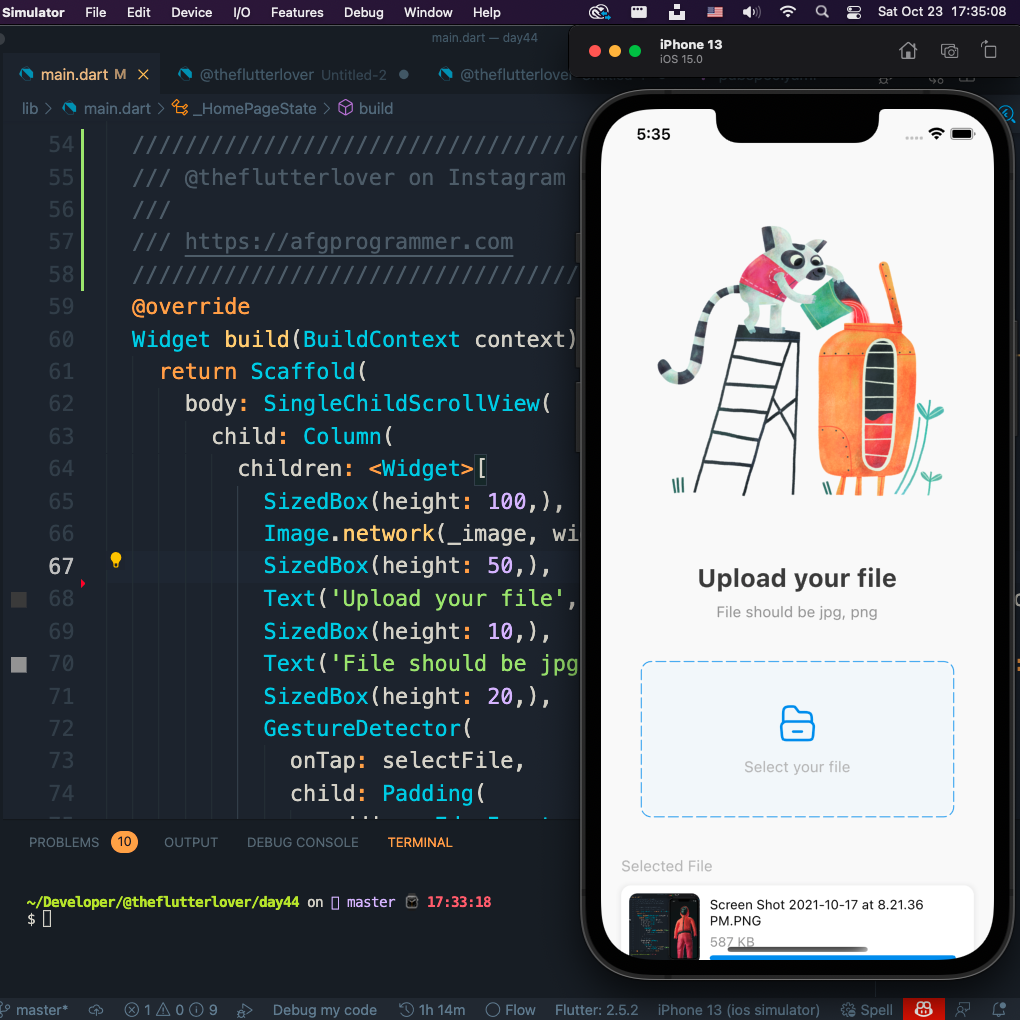 Simulator File Edit Device I/O Features Debug Window Help Sat Oct 23 17:35:08
main.dart — day44
main.dart M @theflutterlover Untitled-2 @theflutterlover
lib > main.dart > _HomePageState > build
54 //////////////////////////////////
55 /// @theflutterlover on Instagram
56 ///
57 /// https://afgprogrammer.com
58 //////////////////////////////////
59 @override
60 Widget build(BuildContext context)
61 return Scaffold(
62 body: SingleChildScrollView(
63 child: Column(
64 children: <Widget>[
65 SizedBox(height: 100,),
66 Image.network(_image, wi
67 SizedBox(height: 50,),
68 Text('Upload your file',
69 SizedBox(height: 10,),
70 Text('File should be jpg
71 SizedBox(height: 20,),
72 GestureDetector(
73 onTap: selectFile,
74 child: Padding(
PROBLEMS 10 OUTPUT DEBUG CONSOLE TERMINAL
~/Developer/@theflutterlover/day44 on master 17:33:18
$
master* 1 0 9 Debug my code 1h 14m Flow Flutter: 2.5.2 iPhone 13 (ios simulator) Spell
iPhone 13
iOS 15.0
5:35
Upload your file
File should be jpg, png
Select your file
Selected File
Screen Shot 2021-10-17 at 8.21.36
PM.PNG
587 KB